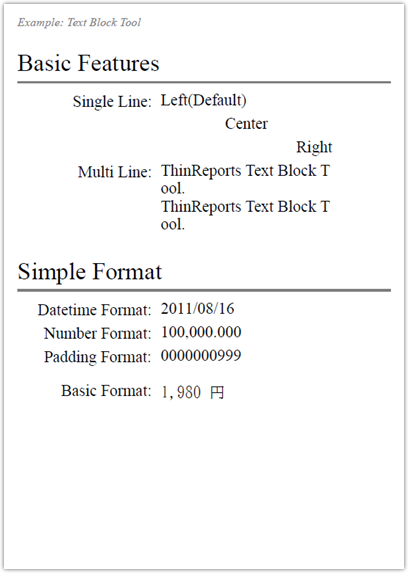 Example: Text Block Tool
Basic Features
Single Line: Left(Default)
Center
Right
Multi Line: ThinReports Text Block T
ool.
ThinReports Text Block T
ool.
Simple Format
Datetime Format: 2011/08/16
Number Format: 100,000.000
Padding Format: 0000000999
Basic Format: 1,980 円